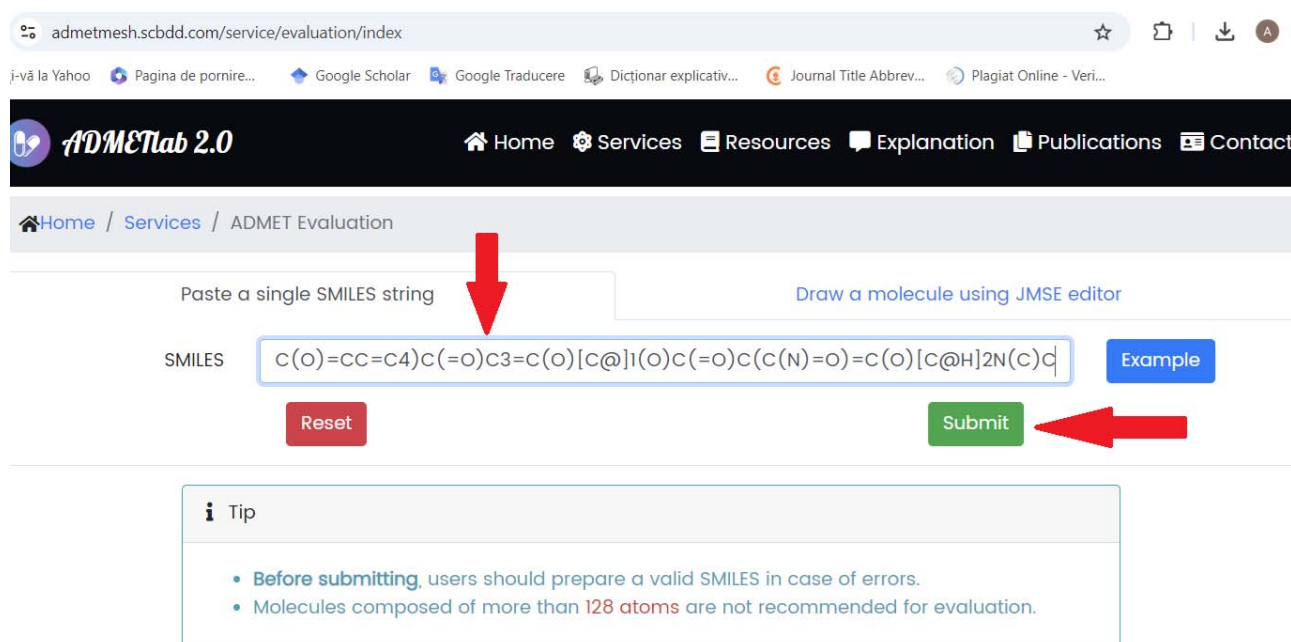 admetmesh.scbdd.com/service/evaluation/index A
i-vă la Yahoo Pagina de pornire... Google Scholar Google Traducere Dicționar explicativ... Journal Title Abbrev... Plagiat Online - Veri...
ADMETlab 2.0 Home Services Resources Explanation Publications Contact
Home / Services / ADMET Evaluation
Paste a single SMILES string Draw a molecule using JMSE editor
SMILES C(O)=CC=C4)C(=O)C3=C(O)[C@]1(O)C(=O)C(C(N)=O)=C(O)[C@H]2N(C)C Example
Reset Submit
i Tip
• Before submitting, users should prepare a valid SMILES in case of errors.
• Molecules composed of more than 128 atoms are not recommended for evaluation.